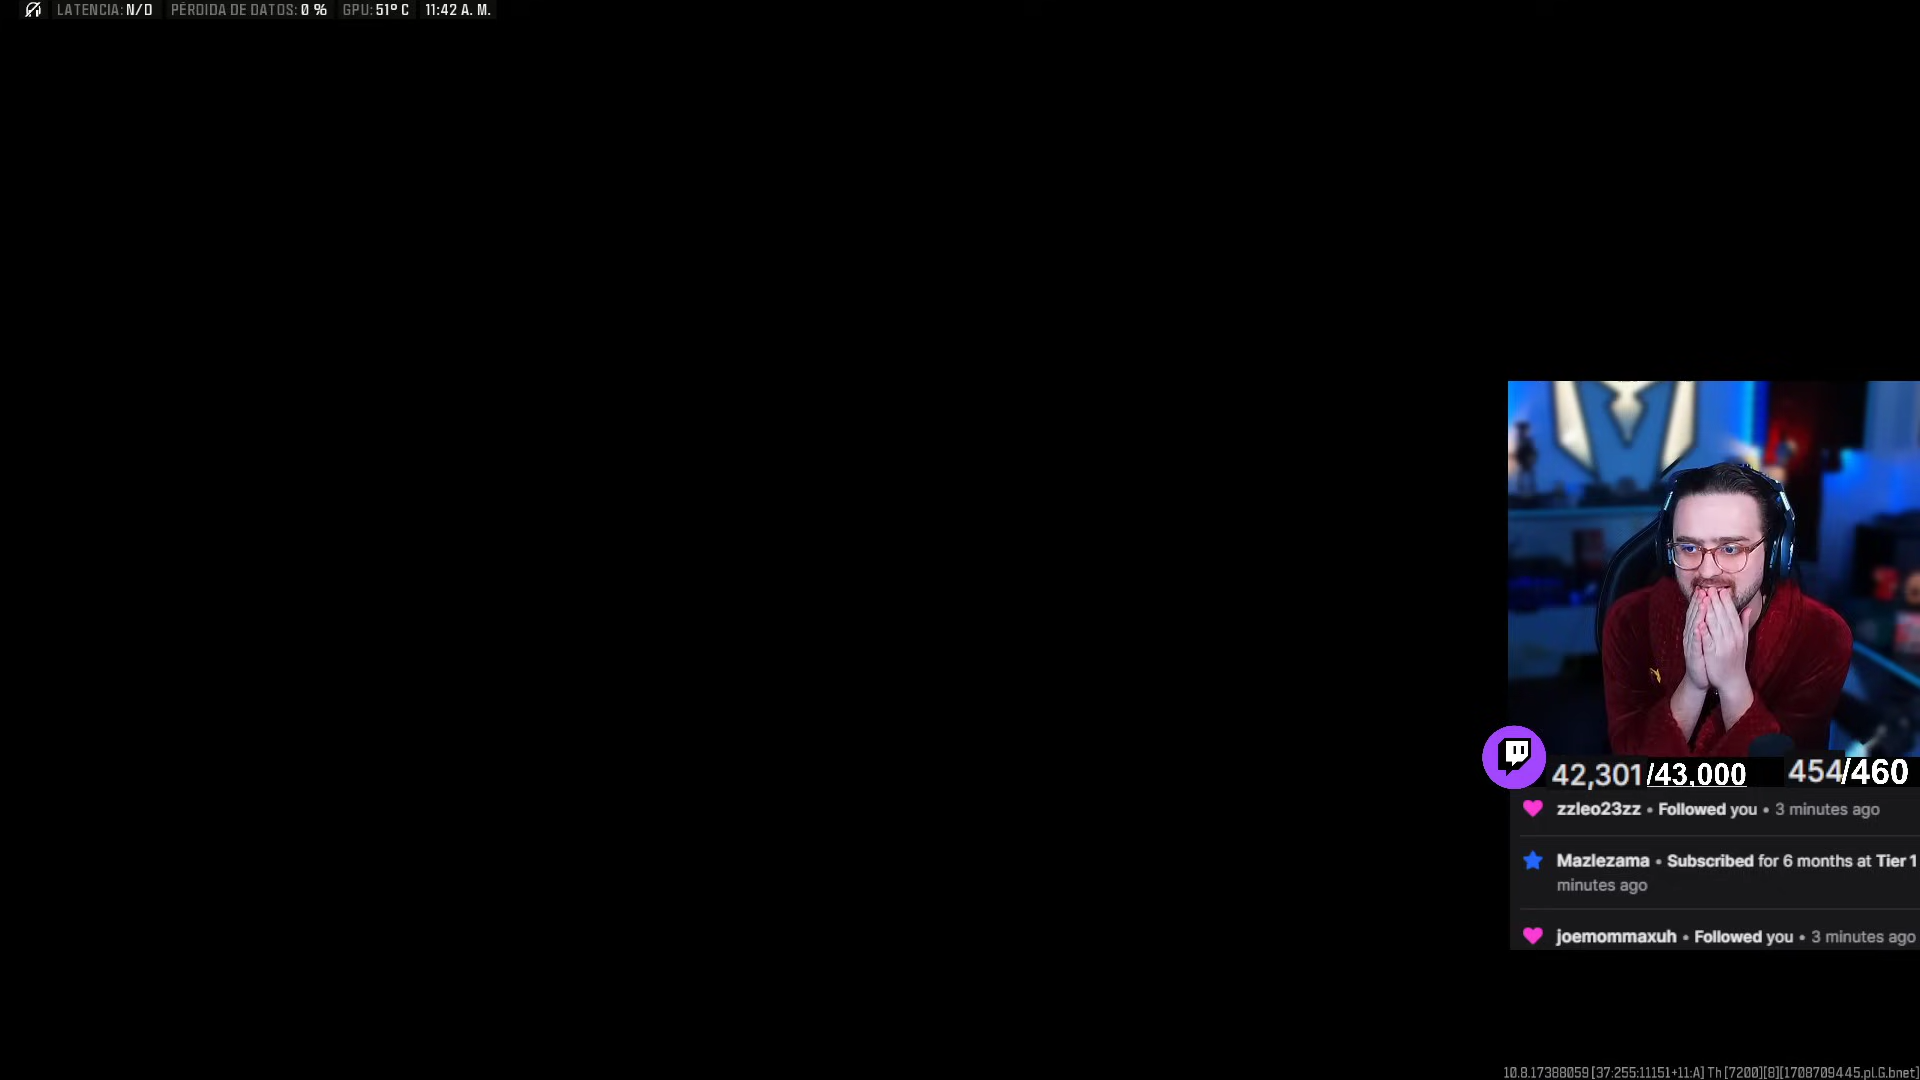 LATENCIA: N/D PÉRDIDA DE DATOS: 0 % GPU: 51º C 11:42 A. M.
42,301/43,000 454/460
zzleo23zz • Followed you • 3 minutes ago
Mazlezama • Subscribed for 6 months at Tier 1
minutes ago
joemommaxuh • Followed you • 3 minutes ago
10.8.17388059 [37:255:11151+11:A] Th [7200][8][1708709445.pl.G.bnet]